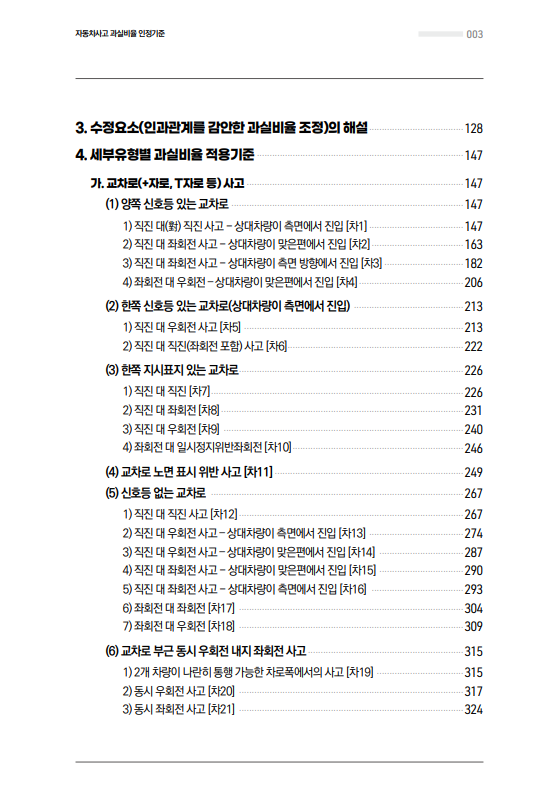 자동차사고 과실비율 인정기준
003
3. 수정요소(인과관계를 감안한 과실비율 조정)의 해설 128
4. 세부유형별 과실비율 적용기준 147
가. 교차로(+자로, T자로 등) 사고 147
(1) 양쪽 신호등 있는 교차로 147
1) 직진 대(對) 직진 사고 - 상대차량이 측면에서 진입 [차1] 147
2) 직진 대 좌회전 사고 - 상대차량이 맞은편에서 진입 [차2] 163
3) 직진 대 좌회전 사고 - 상대차량이 측면 방향에서 진입 [차3] 182
4) 좌회전 대 우회전 - 상대차량이 맞은편에서 진입 [차4] 206
(2) 한쪽 신호등 있는 교차로(상대차량이 측면에서 진입) 213
1) 직진 대 우회전 사고 [차5] 213
2) 직진 대 직진(좌회전 포함) 사고 [차6] 222
(3) 한쪽 지시표지 있는 교차로 226
1) 직진 대 직진 [차7] 226
2) 직진 대 좌회전 [차8] 231
3) 직진 대 우회전 [차9] 240
4) 좌회전 대 일시정지위반좌회전 [차10] 246
(4) 교차로 노면 표시 위반 사고 [차11] 249
(5) 신호등 없는 교차로 267
1) 직진 대 직진 사고 [차12] 267
2) 직진 대 우회전 사고 - 상대차량이 측면에서 진입 [차13] 274
3) 직진 대 우회전 사고 - 상대차량이 맞은편에서 진입 [차14] 287
4) 직진 대 좌회전 사고 - 상대차량이 맞은편에서 진입 [차15] 290
5) 직진 대 좌회전 사고 - 상대차량이 측면에서 진입 [차16] 293
6) 좌회전 대 좌회전 [차17] 304
7) 좌회전 대 우회전 [차18] 309
(6) 교차로 부근 동시 우회전 내지 좌회전 사고 315
1) 2개 차량이 나란히 통행 가능한 차로폭에서의 사고 [차19] 315
2) 동시 우회전 사고 [차20] 317
3) 동시 좌회전 사고 [차21] 324